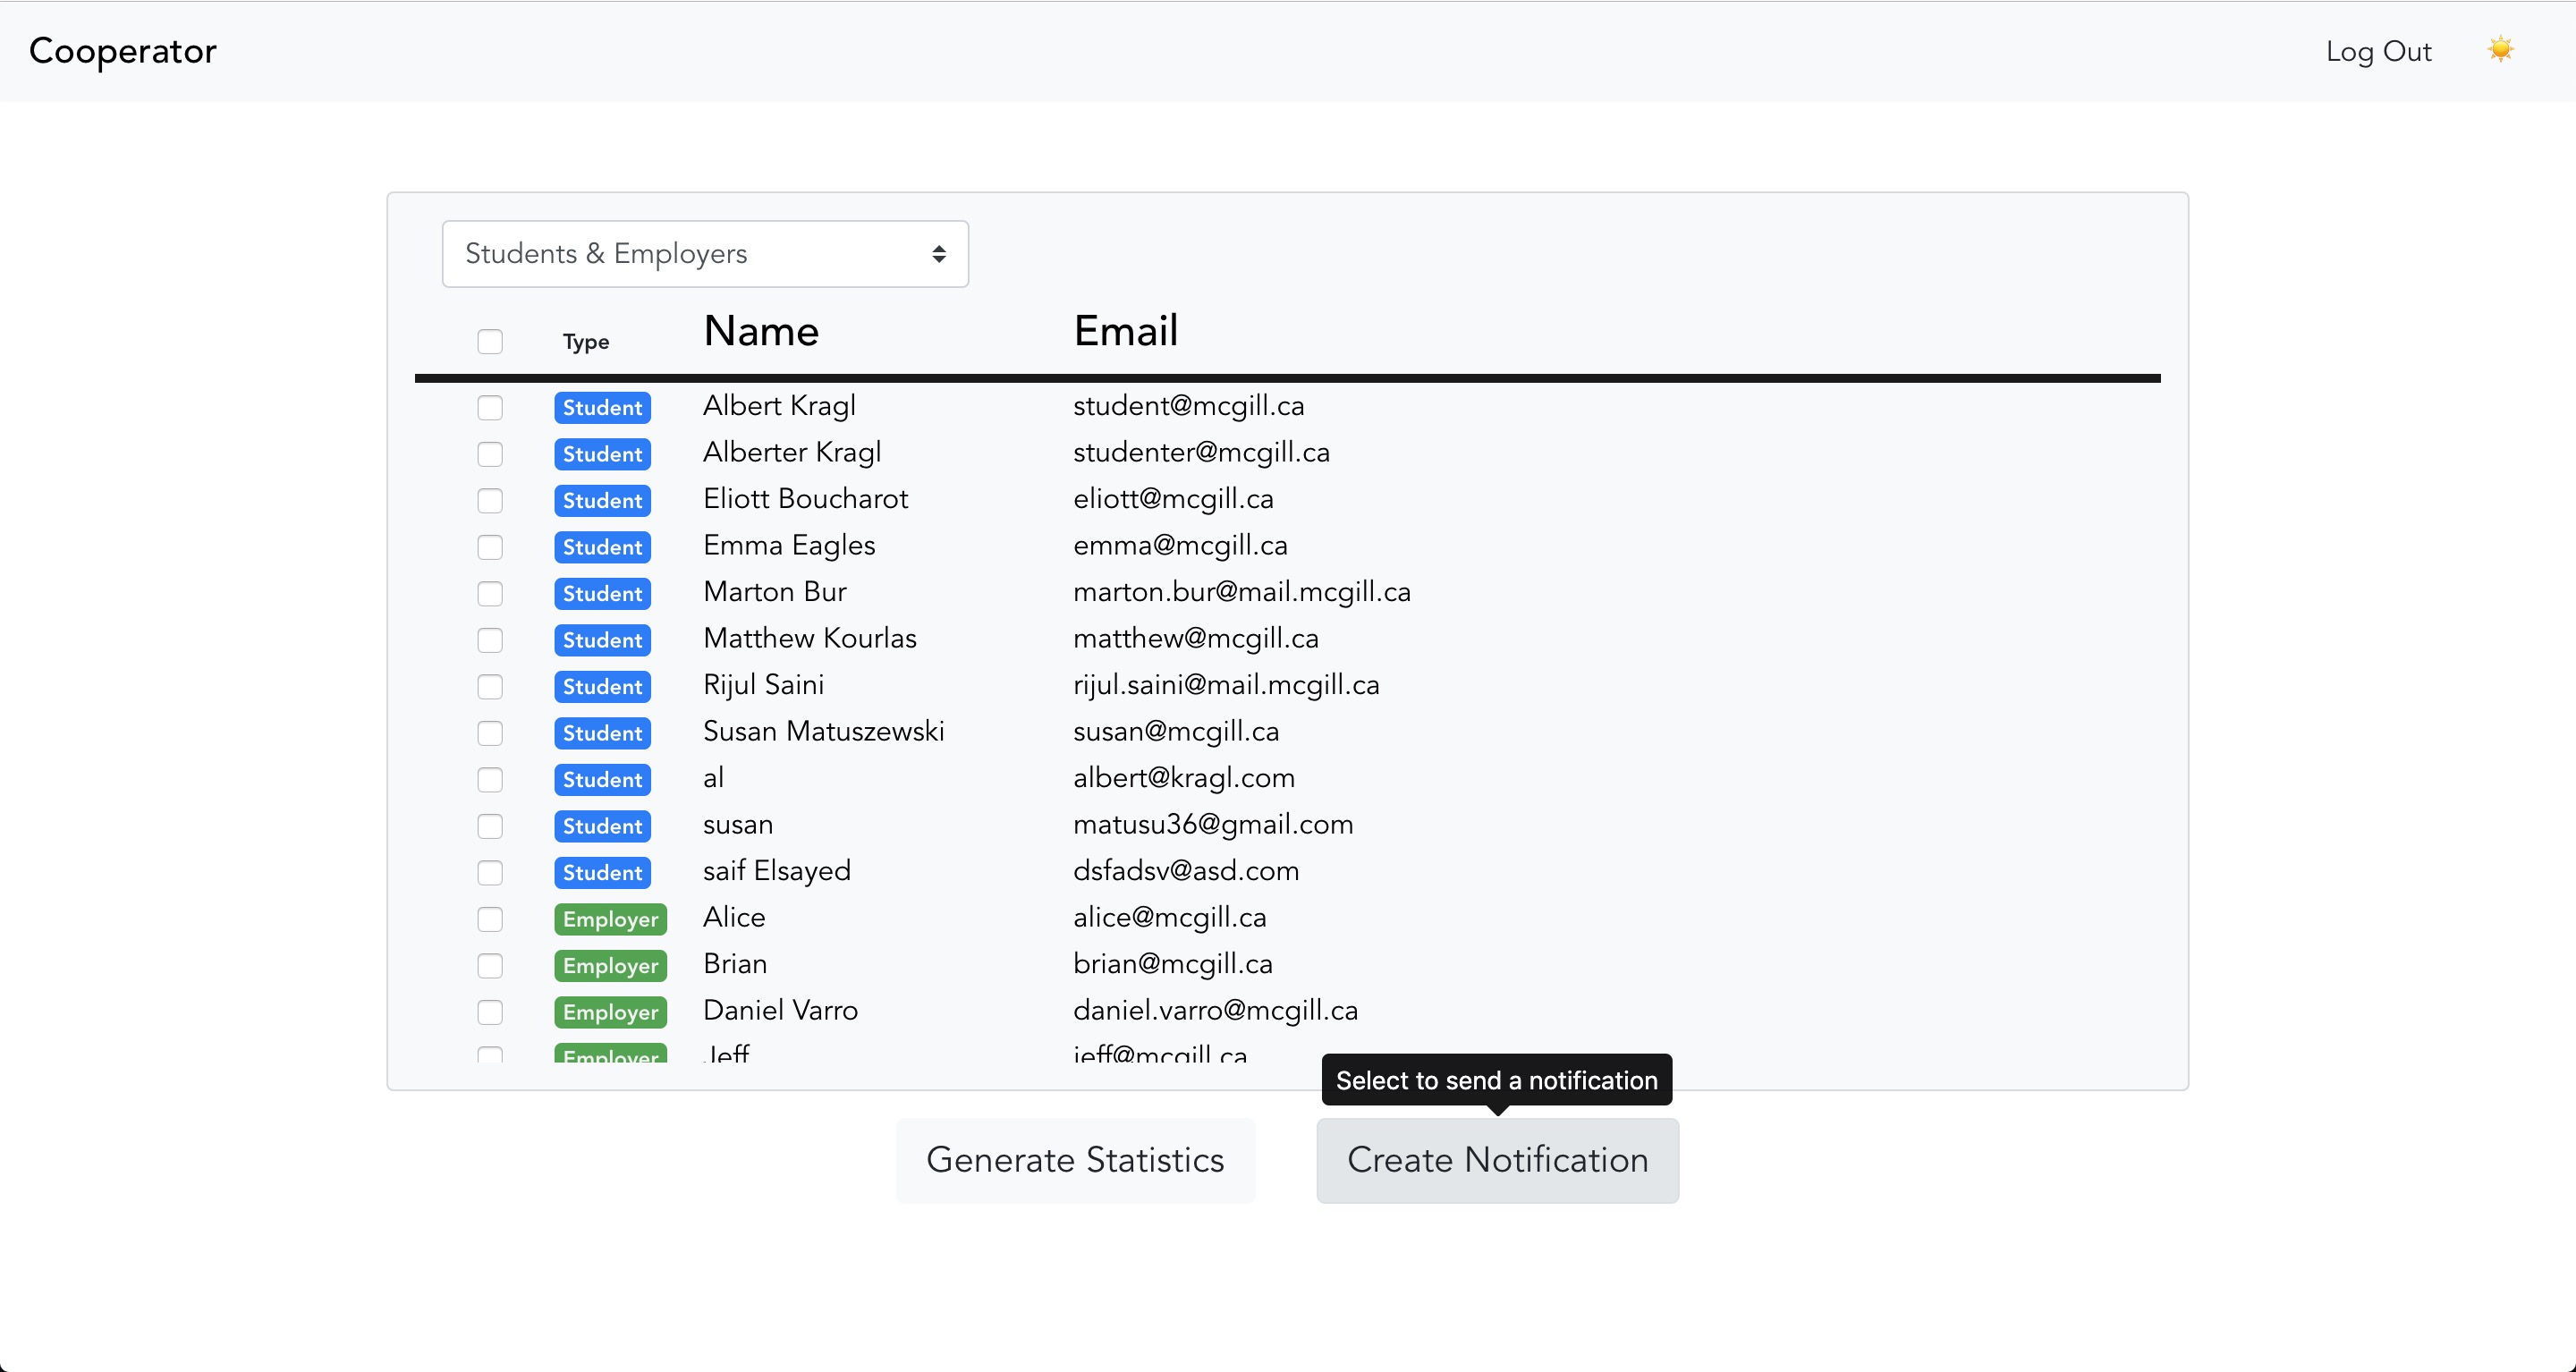 Cooperator Log Out
Students & Employers
Type Name Email
Student Albert Kragl student@mcgill.ca
Student Alberter Kragl studenter@mcgill.ca
Student Eliott Boucharot eliott@mcgill.ca
Student Emma Eagles emma@mcgill.ca
Student Marton Bur marton.bur@mail.mcgill.ca
Student Matthew Kourlas matthew@mcgill.ca
Student Rijul Saini rijul.saini@mail.mcgill.ca
Student Susan Matuszewski susan@mcgill.ca
Student al albert@kragl.com
Student susan matusu36@gmail.com
Student saif Elsayed dsfadsv@asd.com
Employer Alice alice@mcgill.ca
Employer Brian brian@mcgill.ca
Employer Daniel Varro daniel.varro@mcgill.ca
Employer Jeff jeff@mcgill.ca
Select to send a notification
Generate Statistics Create Notification